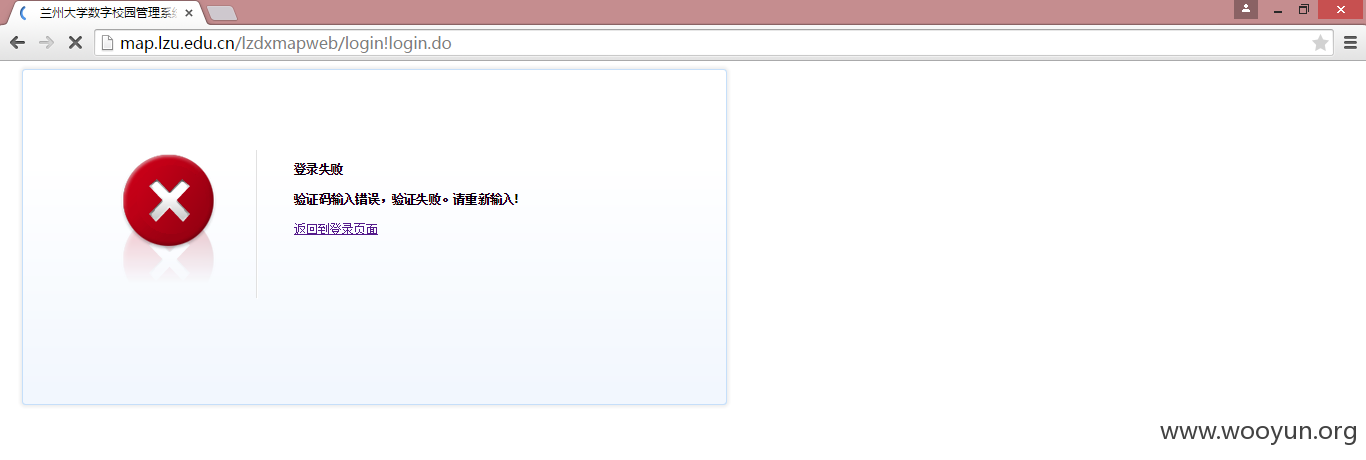 兰州大学数字校园管理系统
map.lzu.edu.cn/lzdxmapweb/login!login.do
登录失败
验证码输入错误，验证失败。请重新输入！
返回到登录页面
www.wooyun.org